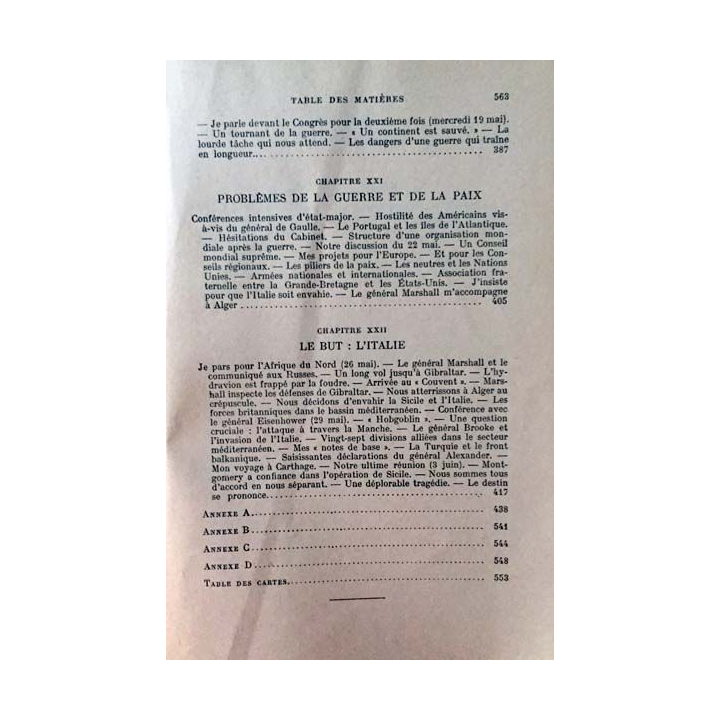 TABLE DES MATIÈRES 563
— Je parle devant le Congrès pour la deuxième fois (mercredi 19 mai).
— Un tournant de la guerre. — « Un continent est sauvé. » — La
lourde tâche qui nous attend. — Les dangers d'une guerre qui traîne
en longueur... 387
CHAPITRE XXI
PROBLÈMES DE LA GUERRE ET DE LA PAIX
Conférences intensives d'état-major. — Hostilité des Américains vis-
à-vis du général de Gaulle. — Le Portugal et les îles de l'Atlantique.
— Hésitations du Cabinet. — Structure d'une organisation mon-
diale après la guerre. — Notre discussion du 22 mai. — Un Conseil
mondial suprême. — Mes projets pour l'Europe. — Et pour les Con-
seils régionaux. — Les piliers de la paix. — Les neutres et les Nations
Unies. — Armées nationales et internationales. — Association fra-
ternelle entre la Grande-Bretagne et les États-Unis. — J'insiste
pour que l'Italie soit envahie. — Le général Marshall m'accompagne
à Alger ... 405
CHAPITRE XXII
LE BUT : L'ITALIE
Je pars pour l'Afrique du Nord (26 mai). — Le général Marshall et le
communiqué aux Russes. — Un long vol jusqu'à Gibraltar. — L'hy-
dravion est frappé par la foudre. — Arrivée au « Couvent ». — Mars-
hall inspecte les défenses de Gibraltar. — Nous atterrissons à Alger au
crépuscule. — Nous décidons d'envahir la Sicile et l'Italie. — Les
forces britanniques dans le bassin méditerranéen. — Conférence avec
le général Eisenhower (29 mai). — « Hobgoblin ». — Une question
cruciale : l'attaque à travers la Manche. — Le général Brooke et
l'invasion de l'Italie. — Vingt-sept divisions alliées dans le secteur
méditerranéen. — Mes « notes de base ». — La Turquie et le front
balkanique. — Saisissantes déclarations du général Alexander. —
Mon voyage à Carthage. — Notre ultime réunion (3 juin). — Mont-
gomery a confiance dans l'opération de Sicile. — Nous sommes tous
d'accord en nous séparant. — Une déplorable tragédie. — Le destin
se prononce... 417
ANNEXE A... 438
ANNEXE B... 541
ANNEXE C... 544
ANNEXE D... 548
TABLE DES CARTES... 553